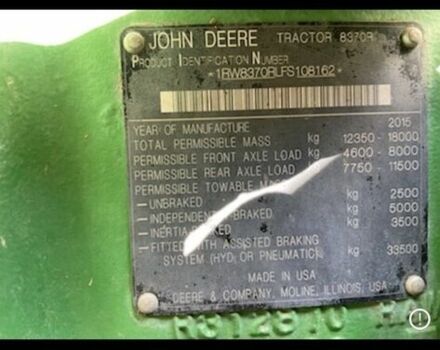 JOHN DEERE TRACTOR 8370R
PRODUCT IDENTIFICATION NUMBER
*1RW8370RLFS108162*
YEAR OF MANUFACTURE 2015
TOTAL PERMISSIBLE MASS kg 12350 - 18000
PERMISSIBLE FRONT AXLE LOAD kg 4600 - 8000
PERMISSIBLE REAR AXLE LOAD kg 7750 - 11500
PERMISSIBLE TOWABLE
-UNBRAKED kg 2500
-INDEPENDENT BRAKED kg 5000
-INERTIA kg 3500
-FITTED WITH ASSISTED BRAKING
SYSTEM (HYD OR PNEUMATIC) kg 33500
MADE IN USA
DEERE & COMPANY, MOLINE, ILLINOIS, USA